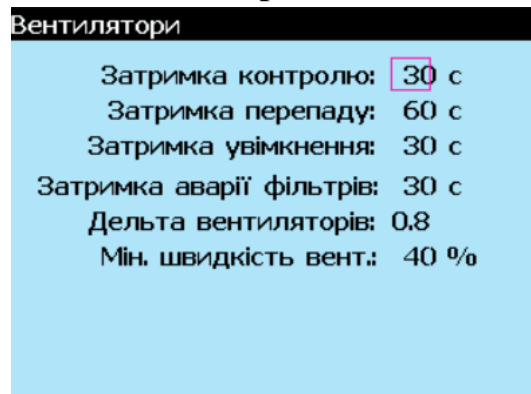 Вентилятори
Затримка контролю: 30 с
Затримка перепаду: 60 с
Затримка увімкнення: 30 с
Затримка аварії фільтрів: 30 с
Дельта вентиляторів: 0.8
Мін. швидкість вент.: 40 %